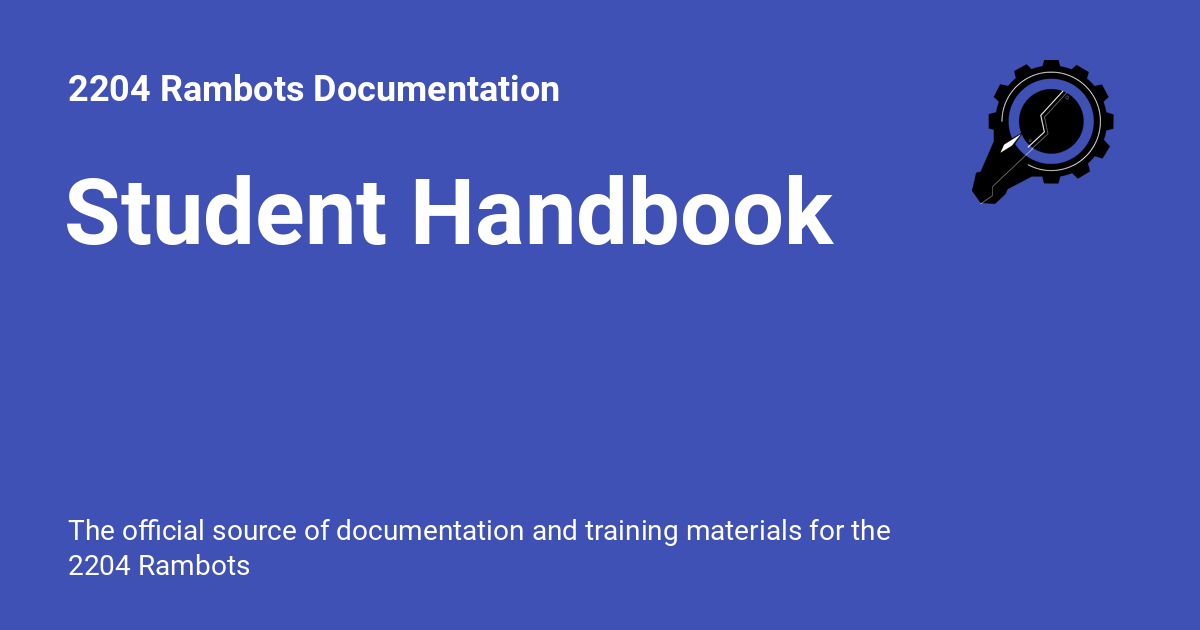 2204 Rambots Documentation
Student Handbook
The official source of documentation and training materials for the
2204 Rambots